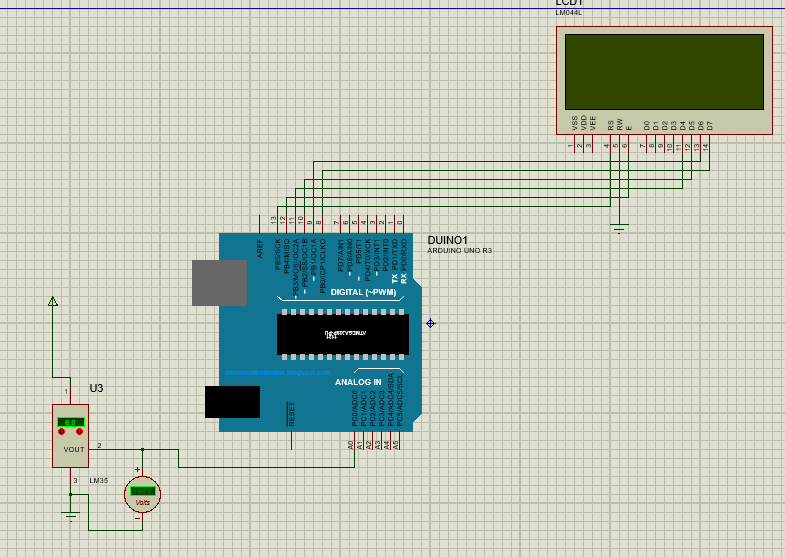 LCD1
LM044L
VSS VDD VEE RS RW E D0 D1 D2 D3 D4 D5 D6 D7
1 2 3 4 5 6 7 8 9 10 11 12 13 14
13 12 11 10 9 8 7 6 5 4 3 2 1 0
DUINO1
ARDUINO UNO R3
AREF
PB5/SCK
PB4/MISO
~PB3/MOSI/OC2A
~PB2/SS/OC1B
~PB1/OC1A
PB0/ICP1/CLKO
PD7/AIN1
~PD6/AIN0
~PD5/T1
PD4/T0/XCK
~PD3/INT1
PD2/INT0
TX PD1/TXD
RX PD0/RXD
DIGITAL (~PWM)
ANALOG IN
RESET
PC0/ADC0
PC1/ADC1
PC2/ADC2
PC3/ADC3
PC4/ADC4/SDA
PC5/ADC5/SCL
A0 A1 A2 A3 A4 A5
U3
1
VOUT
2
3
LM35
+
Volts
-